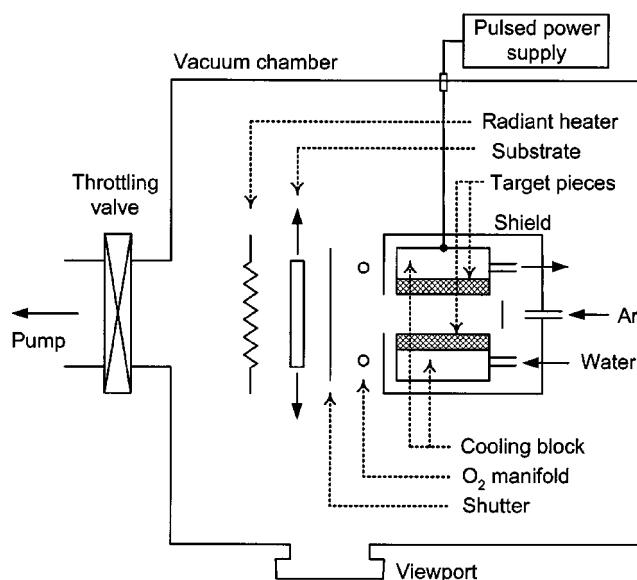 Pulsed power
supply
Vacuum chamber
Radiant heater
Substrate
Throttling
valve
Target pieces
Shield
Ar
Pump
Water
Cooling block
O₂ manifold
Shutter
Viewport